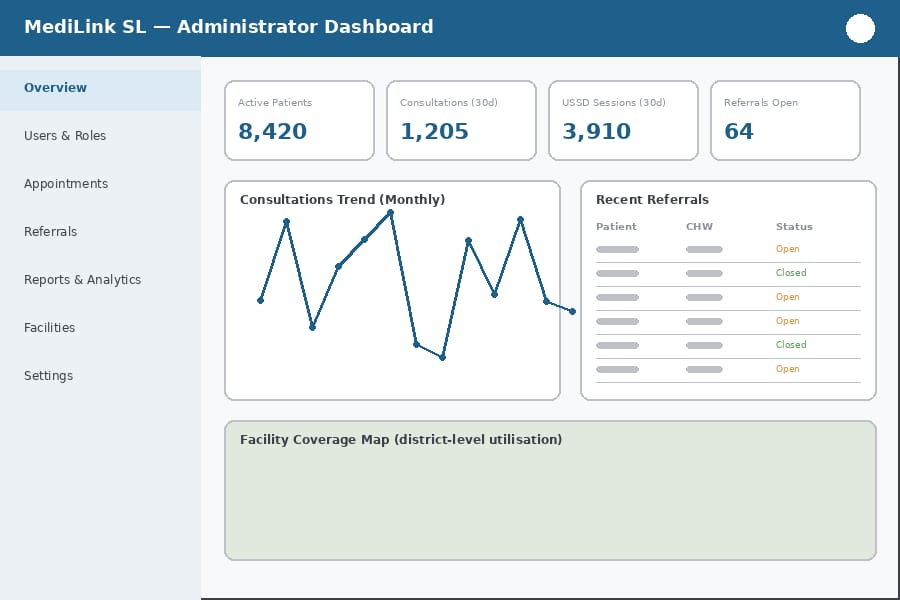 MediLink SL — Administrator Dashboard
Overview
Users & Roles
Appointments
Referrals
Reports & Analytics
Facilities
Settings
Active Patients
8,420
Consultations (30d)
1,205
USSD Sessions (30d)
3,910
Referrals Open
64
Consultations Trend (Monthly)
Recent Referrals
Patient CHW Status
Open
Closed
Open
Open
Closed
Open
Facility Coverage Map (district-level utilisation)